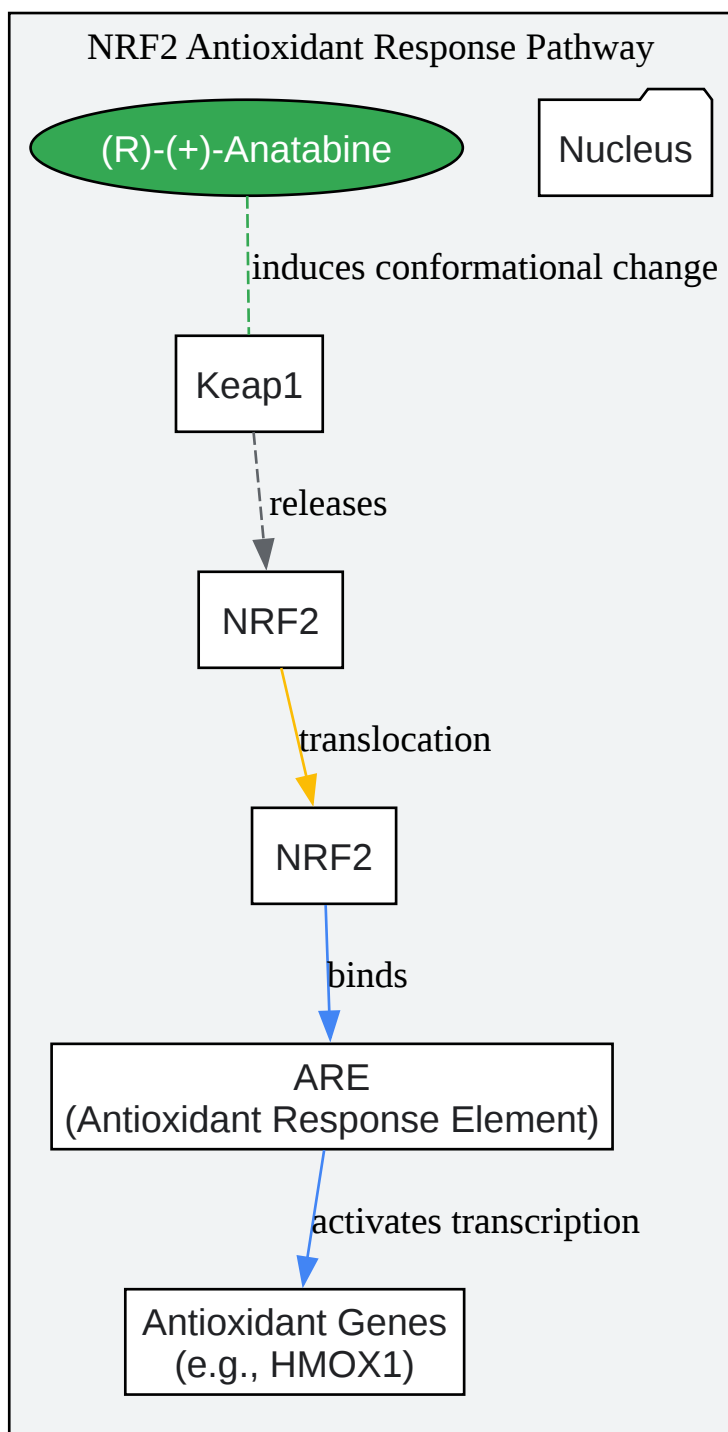 NRF2 Antioxidant Response Pathway
(R)-(+)-Anatabine
Nucleus
induces conformational change
Keap1
releases
NRF2
translocation
NRF2
binds
ARE
(Antioxidant Response Element)
activates transcription
Antioxidant Genes
(e.g., HMOX1)